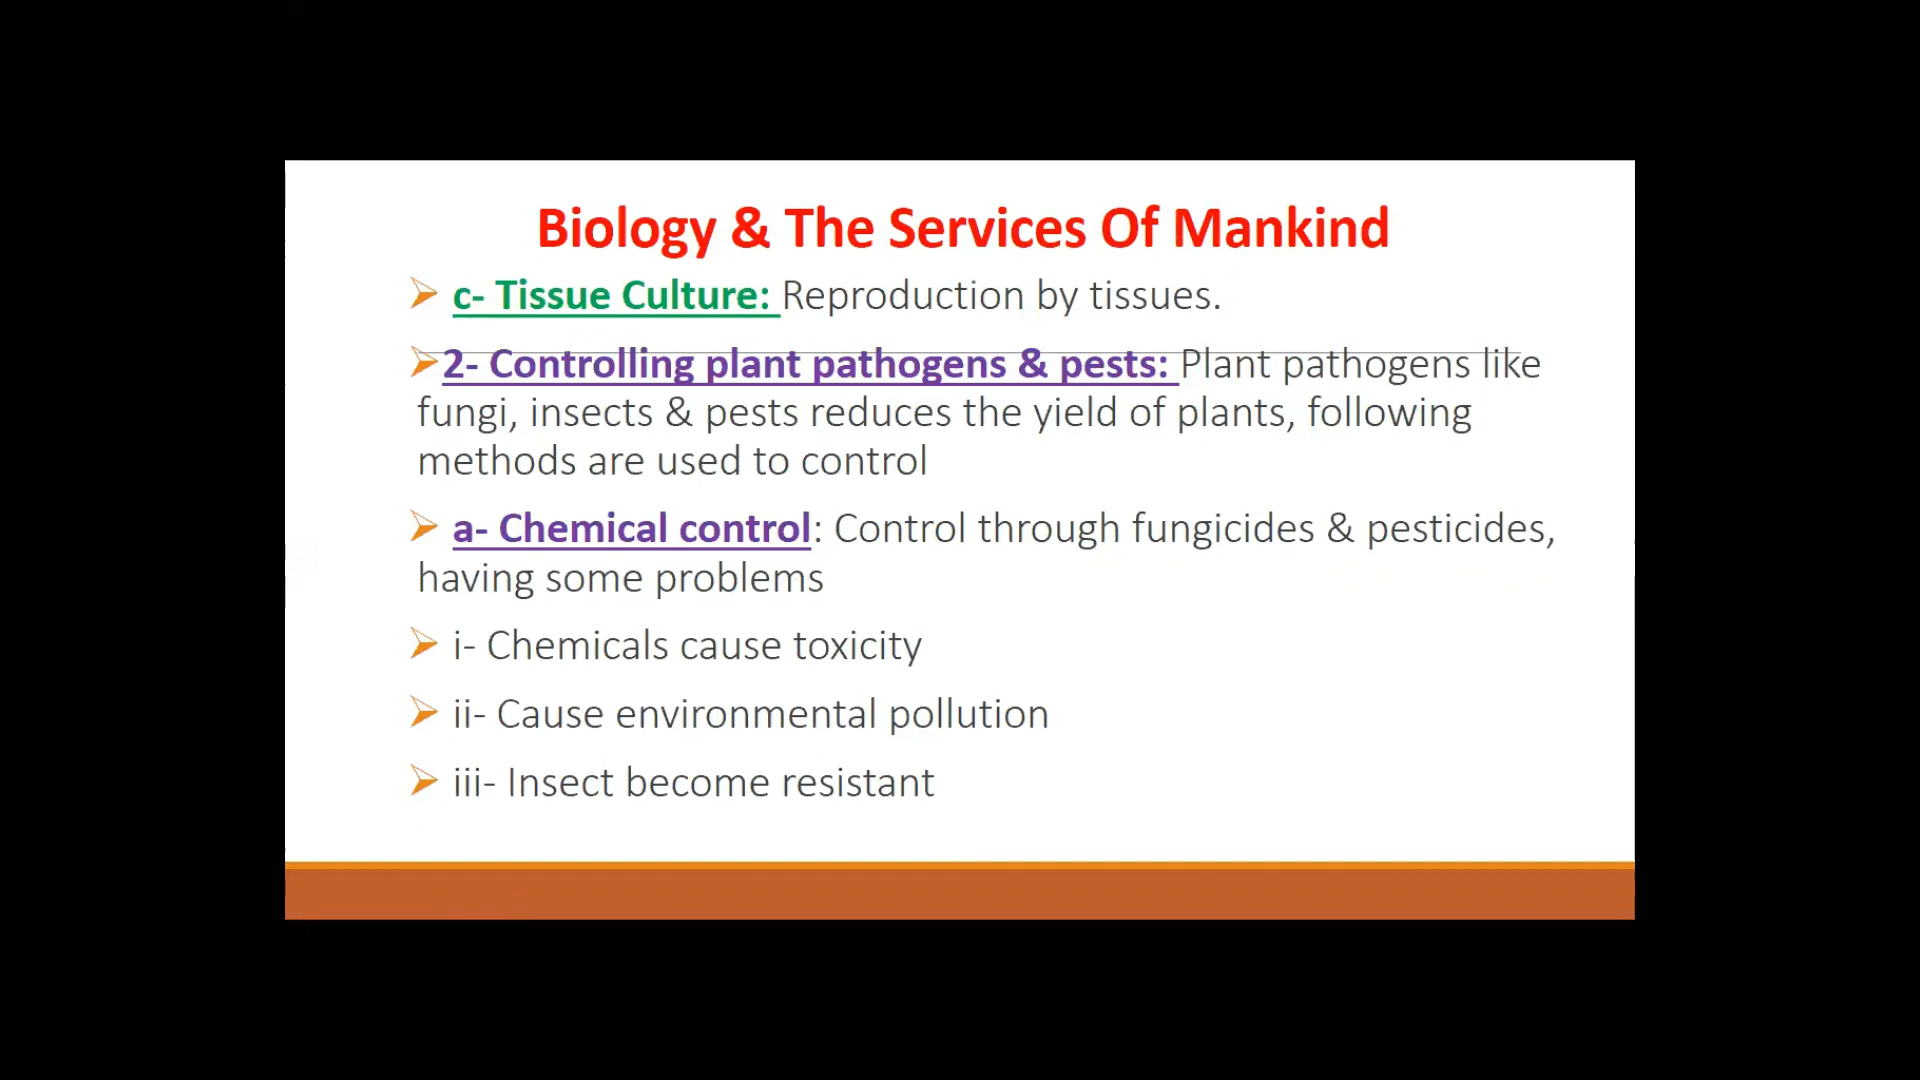 Biology & The Services Of Mankind
c- Tissue Culture: Reproduction by tissues.
2- Controlling plant pathogens & pests: Plant pathogens like
fungi, insects & pests reduces the yield of plants, following
methods are used to control
a- Chemical control: Control through fungicides & pesticides,
having some problems
i- Chemicals cause toxicity
ii- Cause environmental pollution
iii- Insect become resistant